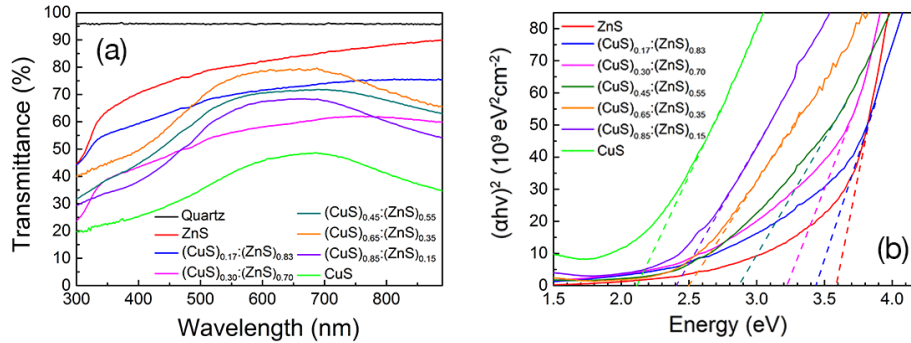 (a)
Transmittance (%)
100
90
80
70
60
50
40
30
20
10
0
Quartz
ZnS
(CuS)0.17:(ZnS)0.83
(CuS)0.30:(ZnS)0.70
(CuS)0.45:(ZnS)0.55
(CuS)0.65:(ZnS)0.35
(CuS)0.85:(ZnS)0.15
CuS
300 400 500 600 700 800
Wavelength (nm)
(αhν)² (10⁹ eV²cm⁻²)
80
70
60
50
40
30
20
10
0
ZnS
(CuS)0.17:(ZnS)0.83
(CuS)0.30:(ZnS)0.70
(CuS)0.45:(ZnS)0.55
(CuS)0.65:(ZnS)0.35
(CuS)0.85:(ZnS)0.15
CuS
(b)
1.5 2.0 2.5 3.0 3.5 4.0
Energy (eV)